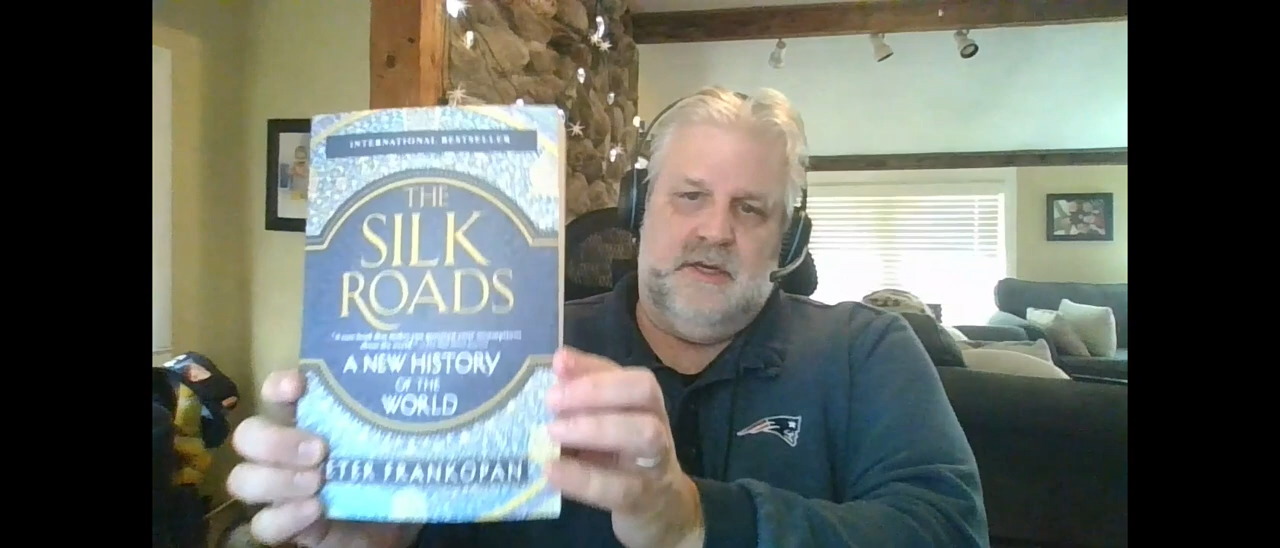 INTERNATIONAL BESTSELLER
THE
SILK
ROADS
A NEW HISTORY
OF THE
WORLD
ETER FRANKOPAN